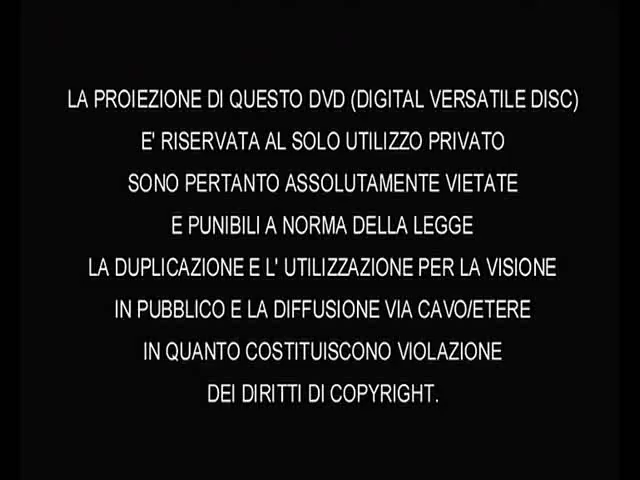 LA PROIEZIONE DI QUESTO DVD (DIGITAL VERSATILE DISC)
E' RISERVATA AL SOLO UTILIZZO PRIVATO
SONO PERTANTO ASSOLUTAMENTE VIETATE
E PUNIBILI A NORMA DELLA LEGGE
LA DUPLICAZIONE E L' UTILIZZAZIONE PER LA VISIONE
IN PUBBLICO E LA DIFFUSIONE VIA CAVO/ETERE
IN QUANTO COSTITUISCONO VIOLAZIONE
DEI DIRITTI DI COPYRIGHT.